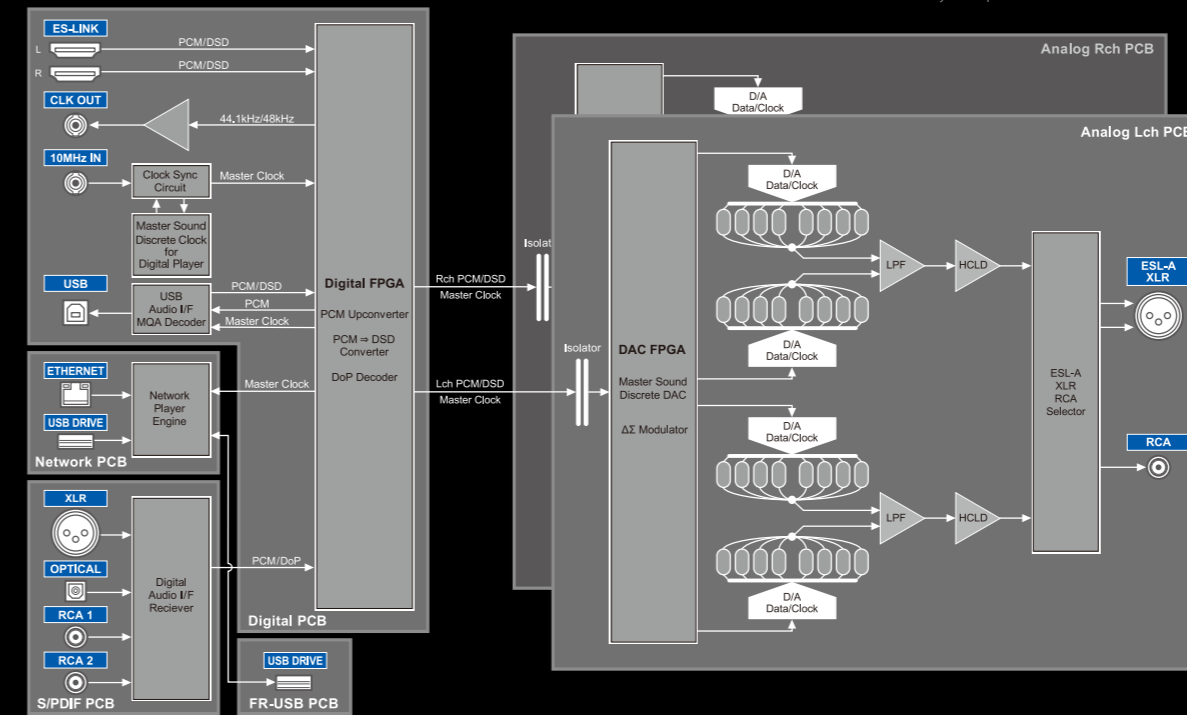 ES-LINK
L
PCM/DSD
R
PCM/DSD
CLK OUT
44.1kHz/48kHz
10MHz IN
Clock Sync
Circuit
Master Clock
Master Sound
Discrete Clock
for
Digital Player
USB
USB
Audio I/F
MQA Decoder
PCM/DSD
PCM
Master Clock
Digital FPGA
PCM Upconverter
PCM ⇒ DSD
Converter
DoP Decoder
ETHERNET
USB DRIVE
Network
Player
Engine
Master Clock
Network PCB
XLR
OPTICAL
RCA 1
RCA 2
Digital
Audio I/F
Reciever
PCM/DoP
S/PDIF PCB
Digital PCB
USB DRIVE
FR-USB PCB
Rch PCM/DSD
Master Clock
Lch PCM/DSD
Master Clock
Isolator
Analog Rch PCB
D/A
Data/Clock
Analog Lch PCB
DAC FPGA
Master Sound
Discrete DAC
ΔΣ Modulator
D/A
Data/Clock
LPF
HCLD
D/A
Data/Clock
D/A
Data/Clock
LPF
HCLD
D/A
Data/Clock
ESL-A
XLR
RCA
Selector
ESL-A
XLR
RCA